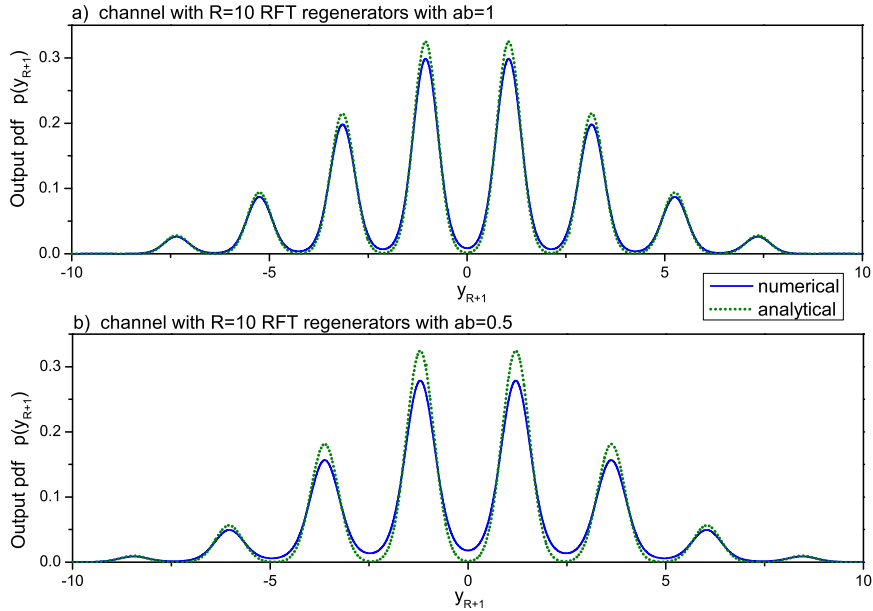 a) channel with R=10 RFT regenerators with ab=1
Output pdf p(y_{R+1})
0.3
0.2
0.1
0.0
-10 -5 0 5 10
y_{R+1}
numerical
analytical
b) channel with R=10 RFT regenerators with ab=0.5
Output pdf p(y_{R+1})
0.3
0.2
0.1
0.0
-10 -5 0 5 10
y_{R+1}